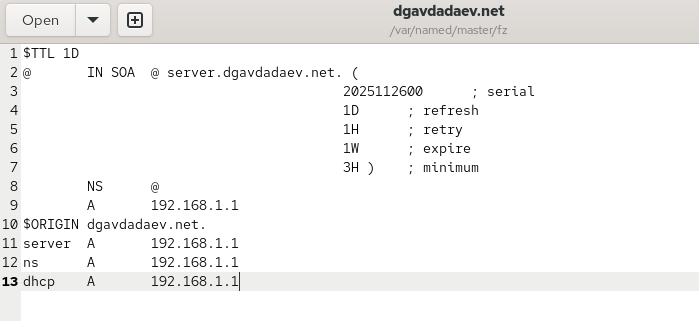 Open
dgavdadaev.net
/var/named/master/fz
1 $TTL 1D
2 @ IN SOA @ server.dgavdadaev.net. (
3 2025112600 ; serial
4 1D ; refresh
5 1H ; retry
6 1W ; expire
7 3H ) ; minimum
8 NS @
9 A 192.168.1.1
10 $ORIGIN dgavdadaev.net.
11 server A 192.168.1.1
12 ns A 192.168.1.1
13 dhcp A 192.168.1.1